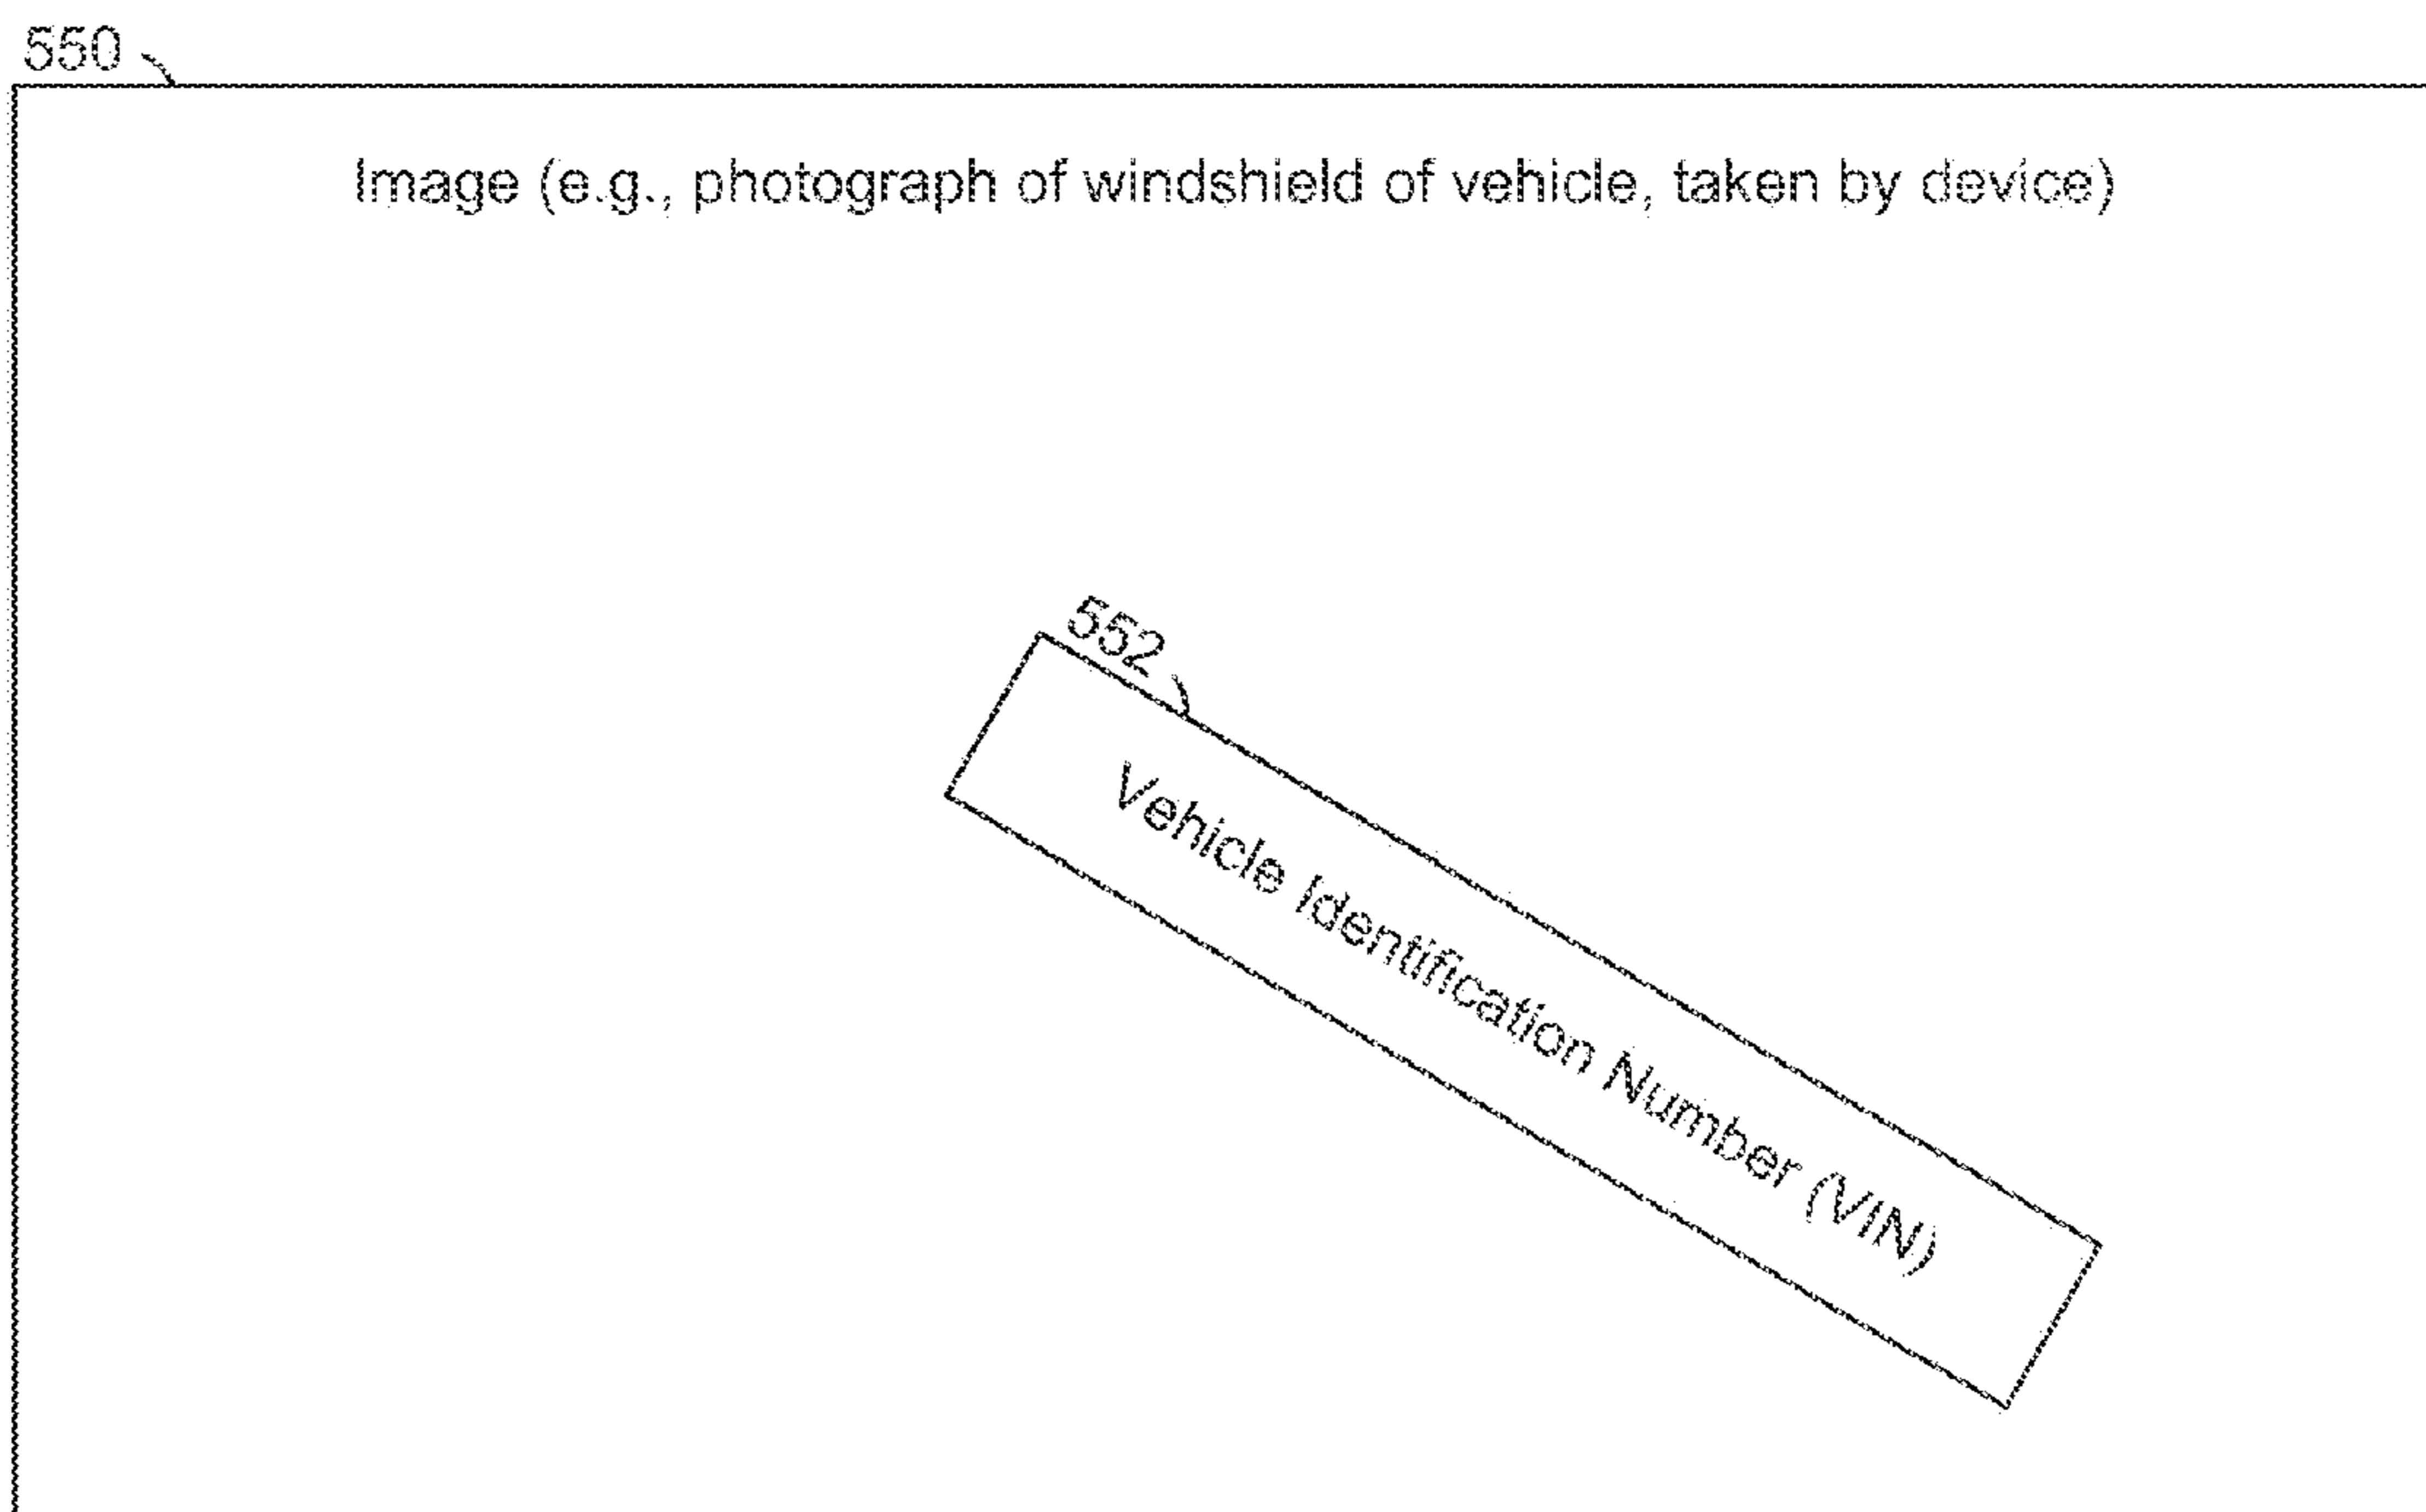 550
Image (e.g., photograph of windshield of vehicle, taken by device)
552
Vehicle Identification Number (VIN)